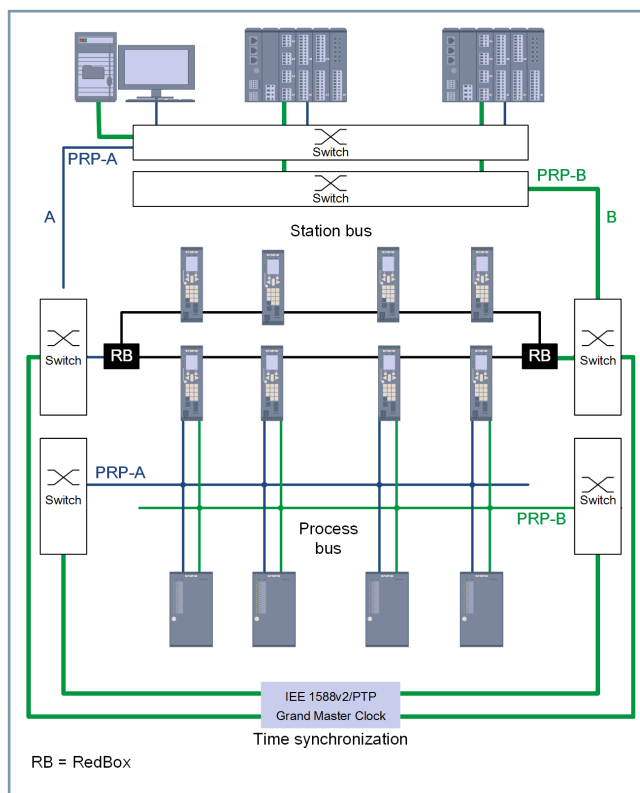 Switch
PRP-A
Switch
PRP-B
A
B
Station bus
Switch
RB
RB
Switch
Switch
PRP-A
Switch
PRP-B
Process
bus
IEE 1588v2/PTP
Grand Master Clock
Time synchronization
RB = RedBox